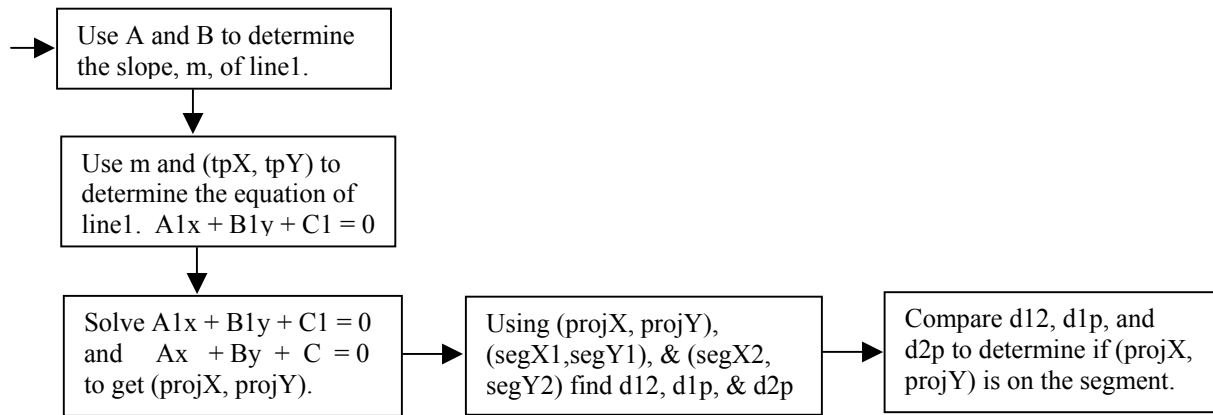 Use A and B to determine
the slope, m, of line1.
Use m and (tpX, tpY) to
determine the equation of
line1. A1x + B1y + C1 = 0
Solve A1x + B1y + C1 = 0
and Ax + By + C = 0
to get (projX, projY).
Using (projX, projY),
(segX1,segY1), & (segX2,
segY2) find d12, d1p, & d2p
Compare d12, d1p, and
d2p to determine if (projX,
projY) is on the segment.